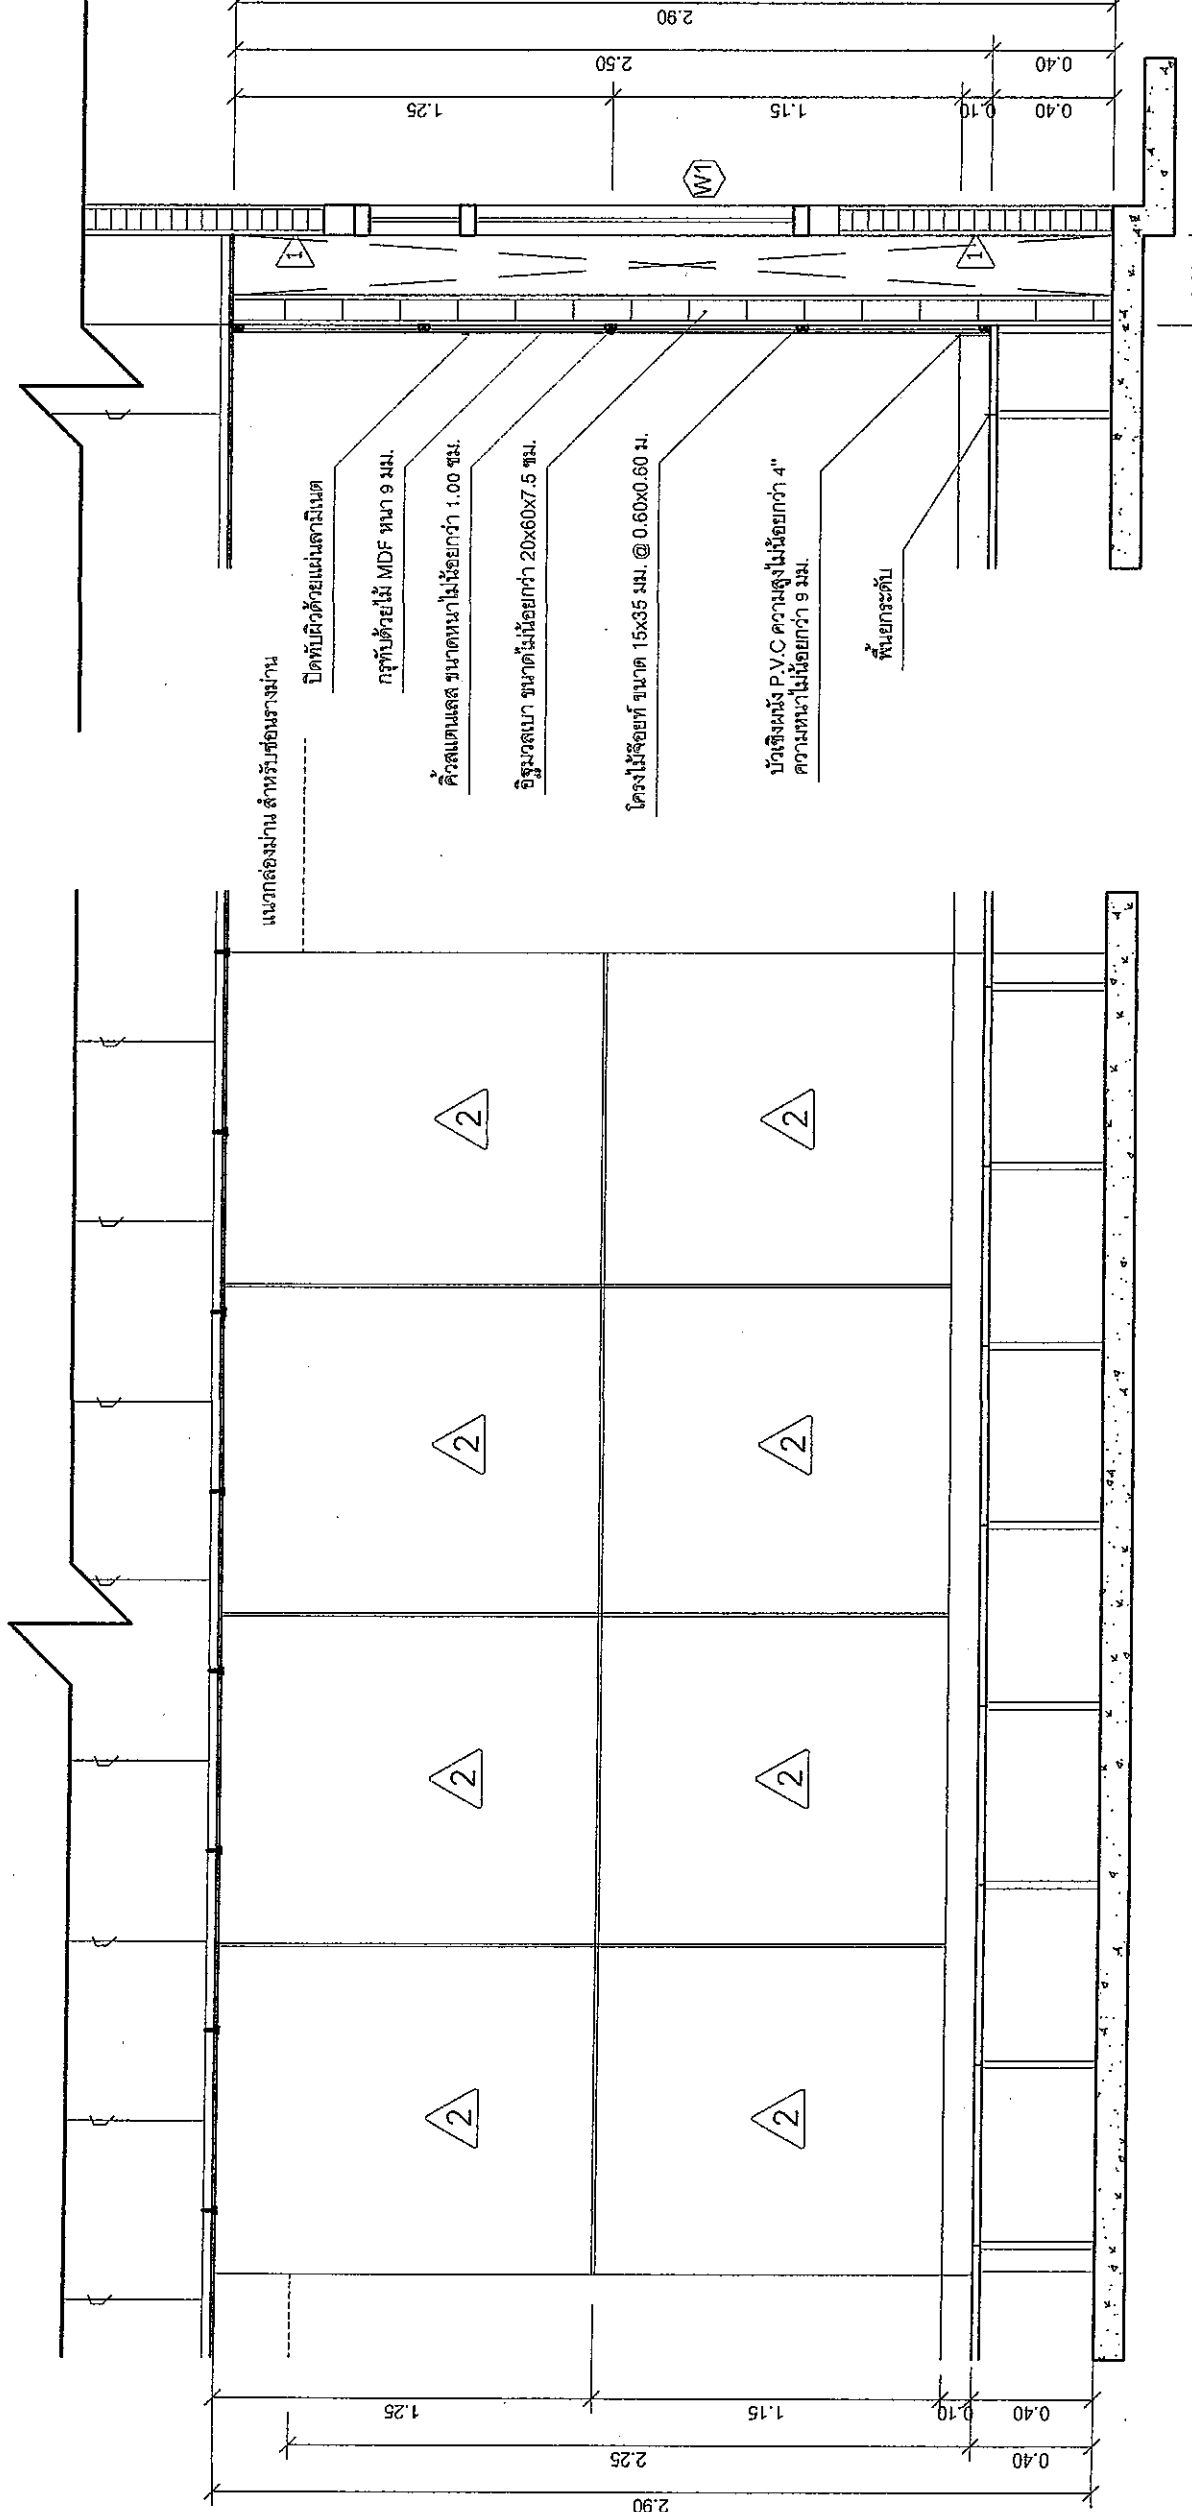 2.90
2.50
0.40
1.25
1.15
0.10
0.40
W1
1
1
แนวกล่องม่าน สำหรับซ่อนรางม่าน
ปิดทับผิวด้วยแผ่นลามิเนต
กรุทับด้วยไม้ MDF หนา 9 มม.
คิ้วสแตนเลส ขนาดหนาไม่น้อยกว่า 1.00 ซม.
อิฐมวลเบา ขนาดไม่น้อยกว่า 20x60x7.5 ซม.
โครงไม้จ๊อยท์ ขนาด 15x35 มม. @ 0.60x0.60 ม.
บัวเชิงผนัง P.V.C ความสูงไม่น้อยกว่า 4"
ความหนาไม่น้อยกว่า 9 มม.
พื้นยกระดับ
2
2
2
2
2
2
2
2
1.25
1.15
0.10
0.40
2.25
0.40
2.90